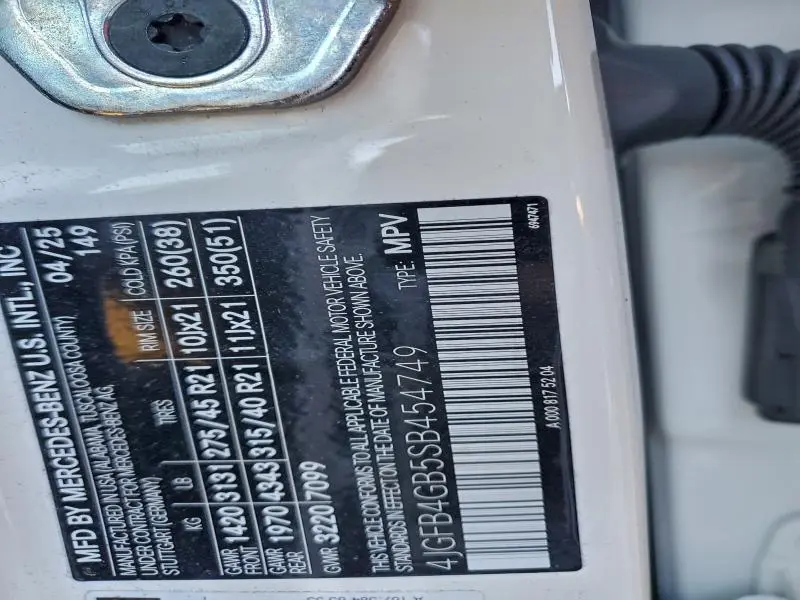 MFD BY MERCEDES-BENZ U.S. INTL., INC
MANUFACTURED IN USA (ALABAMA, TUSCALOOSA COUNTY) 04/25
UNDER CONTRACT FOR MERCEDES-BENZ AG, 149
STUTTGART (GERMANY)
KG LB TIRES RIM SIZE COLD KPA (PSI)
GAWR 1420 3131 275/45 R21 10Jx21 260(38)
GAWR REAR 1970 4343 315/40 R21 11Jx21 350(51)
GVWR 3220 7099
THIS VEHICLE CONFORMS TO ALL APPLICABLE FEDERAL MOTOR VEHICLE SAFETY
STANDARDS IN EFFECT ON THE DATE OF MANUFACTURE SHOWN ABOVE.
4JGFB4GB5SB454749 TYPE: MPV
A 000 817 52 04 6947471